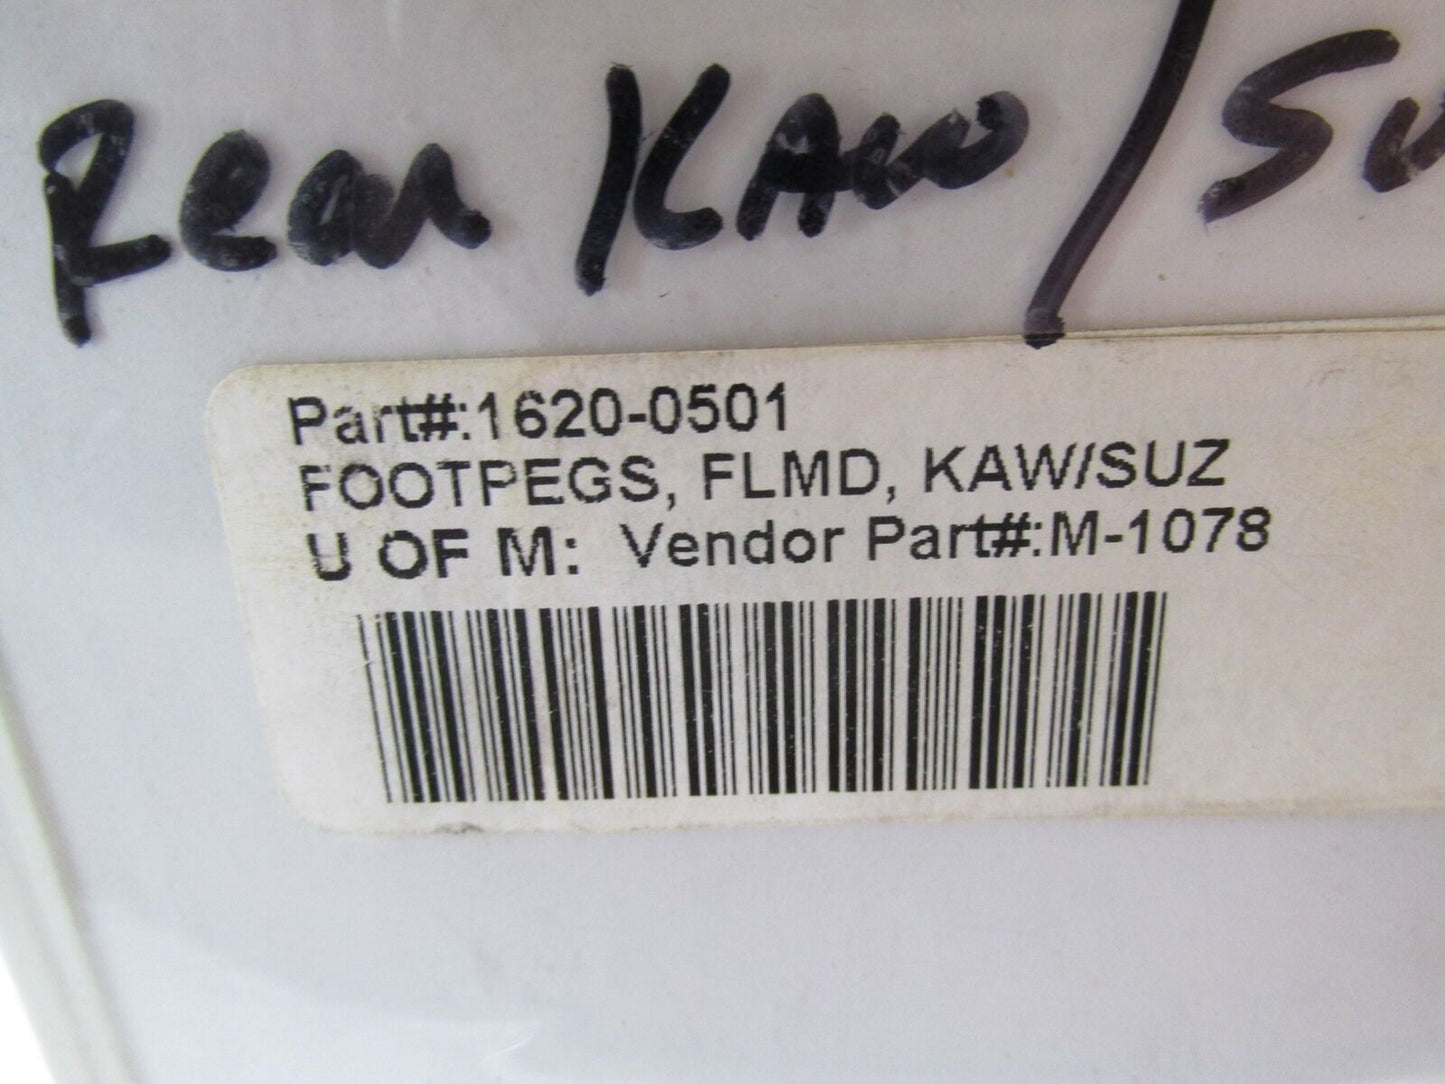 Rear KAW/Su
Part#:1620-0501
FOOTPEGS, FLMD, KAW/SUZ
U OF M: Vendor Part#:M-1078